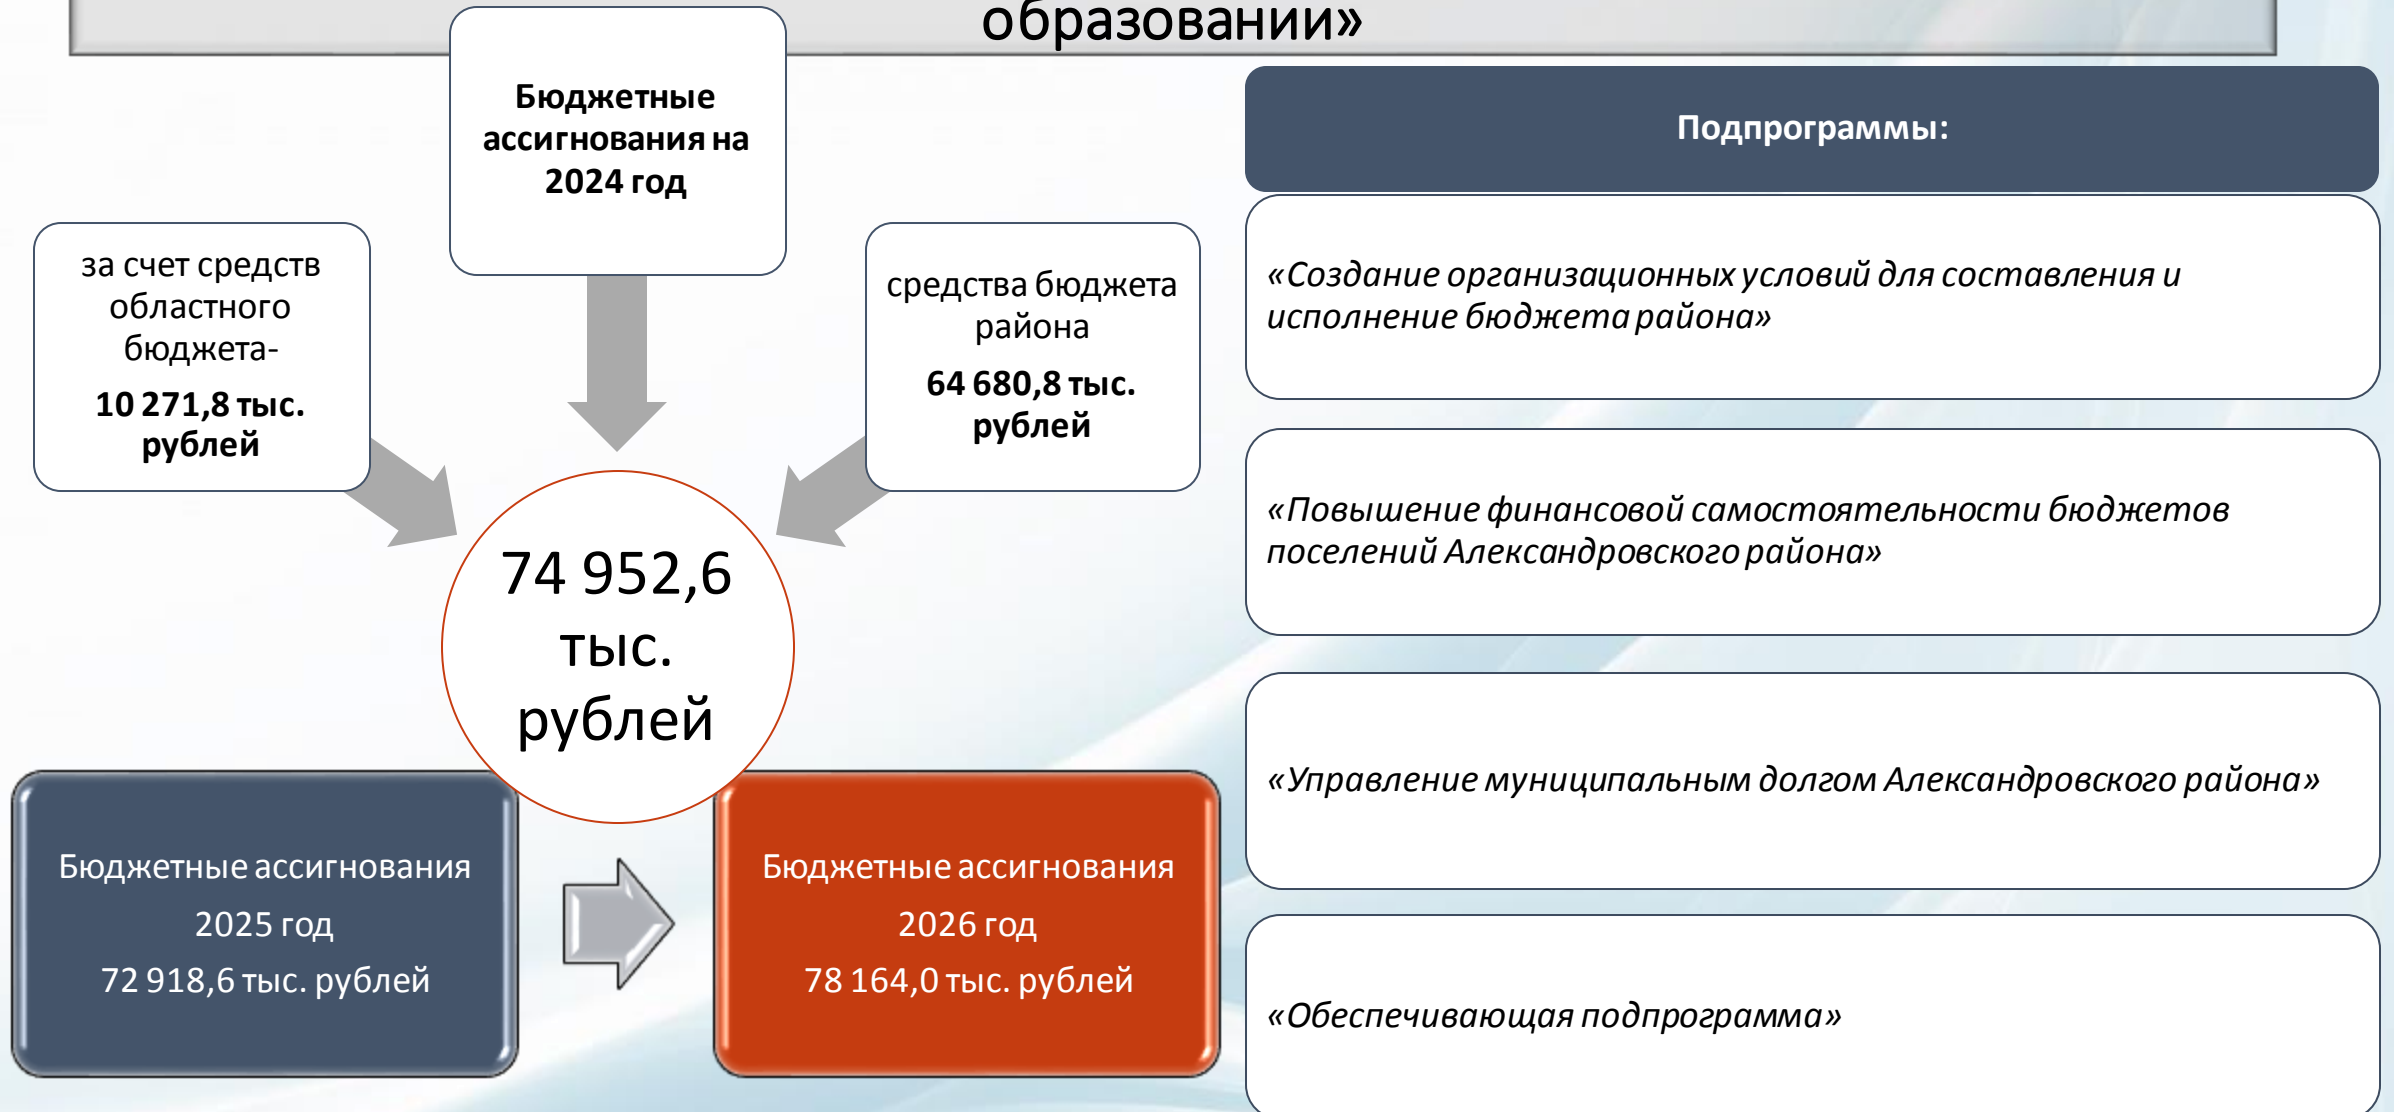 образовании»
Бюджетные
ассигнования на
2024 год
за счет средств
областного
бюджета-
10 271,8 тыс.
рублей
средства бюджета
района
64 680,8 тыс.
рублей
74 952,6
тыс.
рублей
Бюджетные ассигнования
2025 год
72 918,6 тыс. рублей
Бюджетные ассигнования
2026 год
78 164,0 тыс. рублей
Подпрограммы:
«Создание организационных условий для составления и
исполнение бюджета района»
«Повышение финансовой самостоятельности бюджетов
поселений Александровского района»
«Управление муниципальным долгом Александровского района»
«Обеспечивающая подпрограмма»